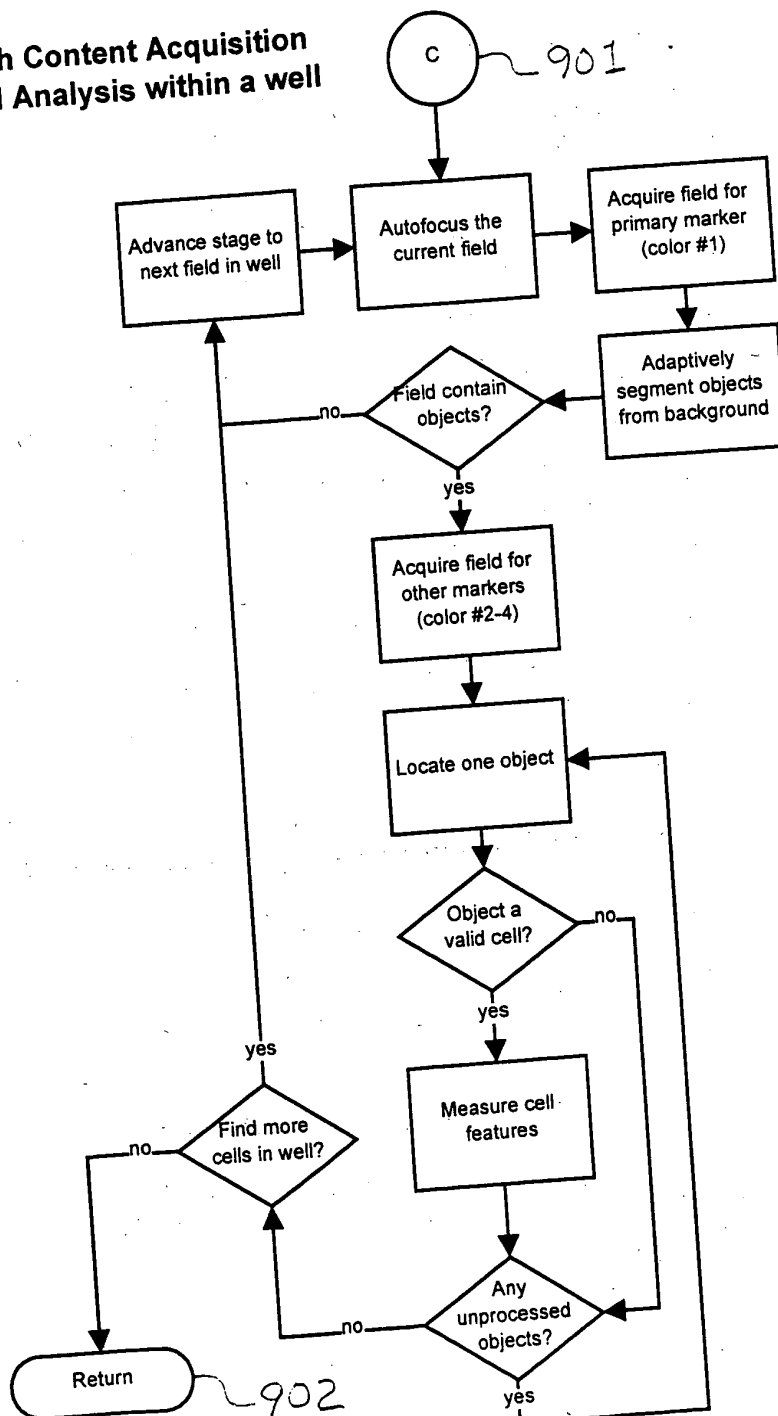 h Content Acquisition
Analysis within a well
C
901
Advance stage to
next field in well
Autofocus the
current field
Acquire field for
primary marker
(color #1)
Adaptively
segment objects
from background
Field contain
objects?
no
yes
Acquire field for
other markers
(color #2-4)
Locate one object
Object a
valid cell?
no
yes
Measure cell
features
yes
Find more
cells in well?
no
Any
unprocessed
objects?
no
yes
Return
902